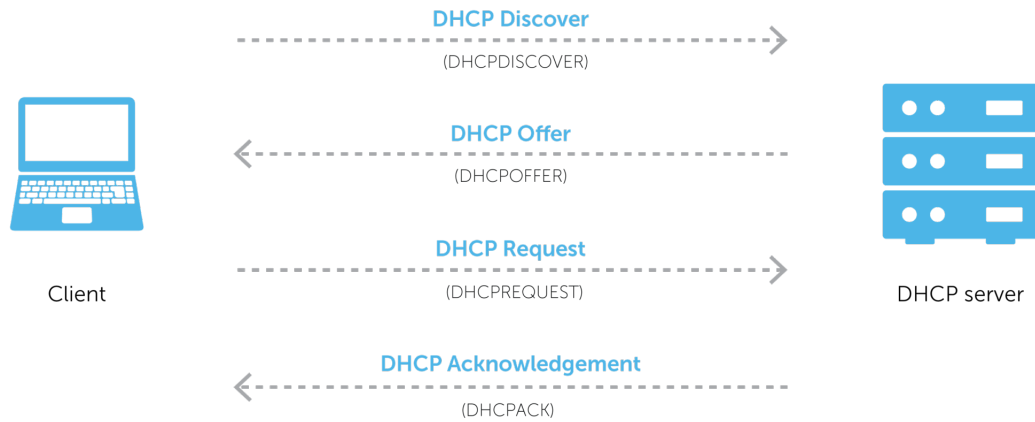 DHCP Discover
(DHCPDISCOVER)
DHCP Offer
(DHCPOFFER)
DHCP Request
(DHCPREQUEST)
Client
DHCP server
DHCP Acknowledgement
(DHCPACK)